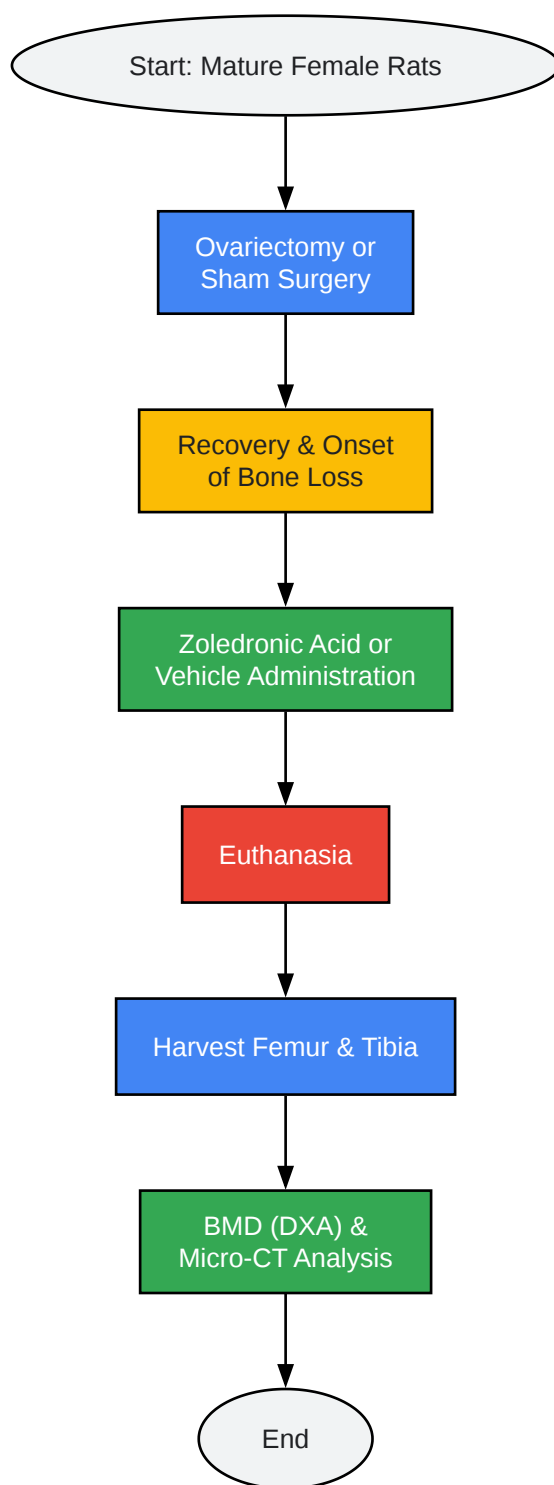 Start: Mature Female Rats
Ovariectomy or
Sham Surgery
Recovery & Onset
of Bone Loss
Zoledronic Acid or
Vehicle Administration
Euthanasia
Harvest Femur & Tibia
BMD (DXA) &
Micro-CT Analysis
End